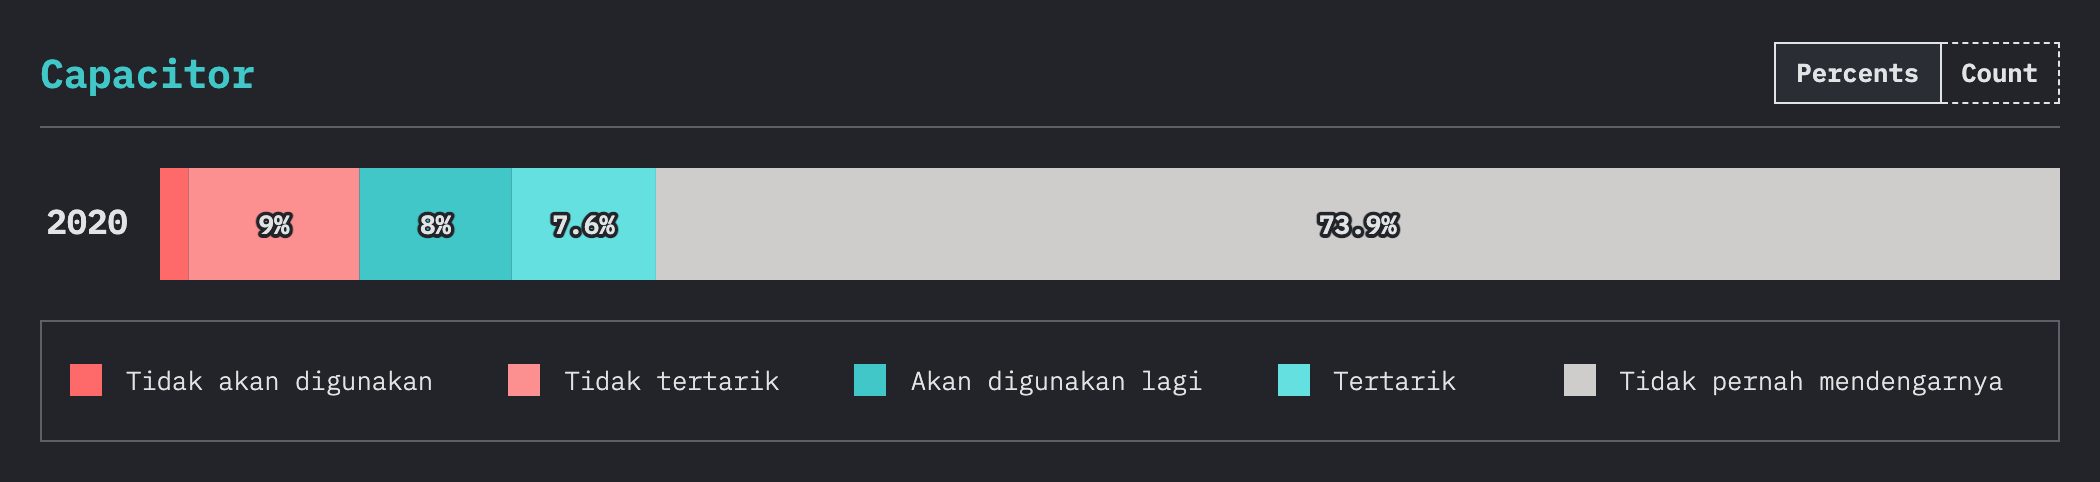 Capacitor
Percents Count
2020 9% 8% 7.6% 73.9%
Tidak akan digunakan Tidak tertarik Akan digunakan lagi Tertarik Tidak pernah mendengarnya